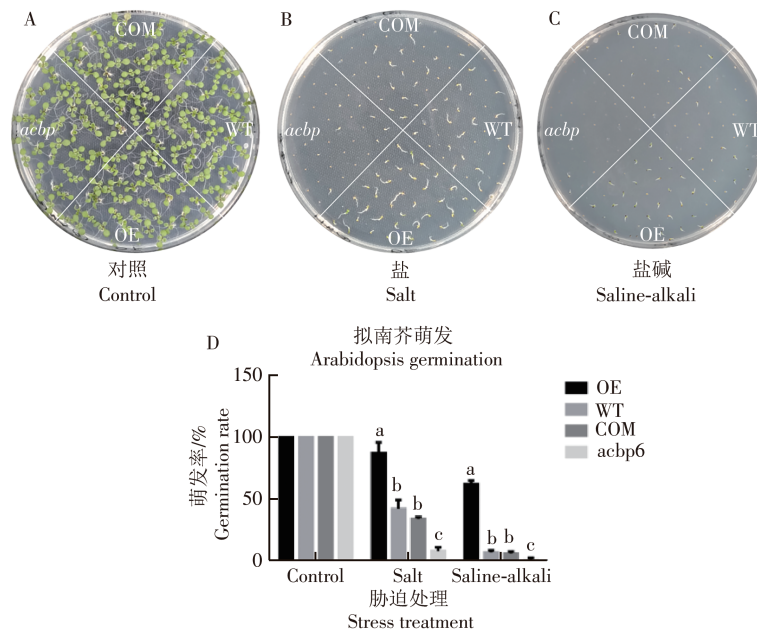 A
COM
acbp
WT
OE
对照
Control
B
COM
acbp
WT
OE
盐
Salt
C
COM
acbp
WT
OE
盐碱
Saline-alkali
D
拟南芥萌发
Arabidopsis germination
萌发率/%
Germination rate
150
100
50
0
a
b
b
c
a
b
b
c
Control
Salt
Saline-alkali
胁迫处理
Stress treatment
OE
WT
COM
acbp6